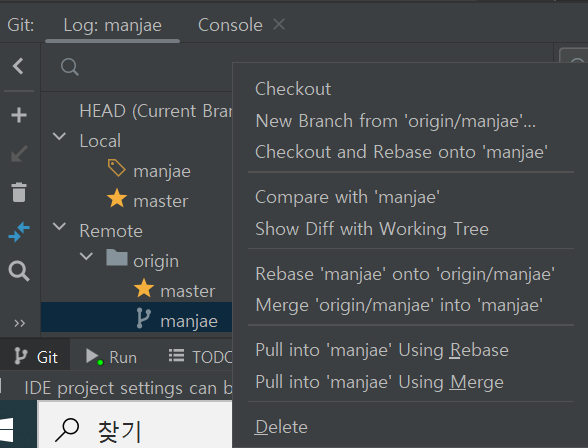 Git:
Log: manjae
Console
HEAD (Current Bran
Local
manjae
master
Remote
origin
master
manjae
Checkout
New Branch from 'origin/manjae'...
Checkout and Rebase onto 'manjae'
Compare with 'manjae'
Show Diff with Working Tree
Rebase 'manjae' onto 'origin/manjae'
Merge 'origin/manjae' into 'manjae'
Pull into 'manjae' Using Rebase
Pull into 'manjae' Using Merge
Delete
Git
Run
TODO
IDE project settings can b
찾기